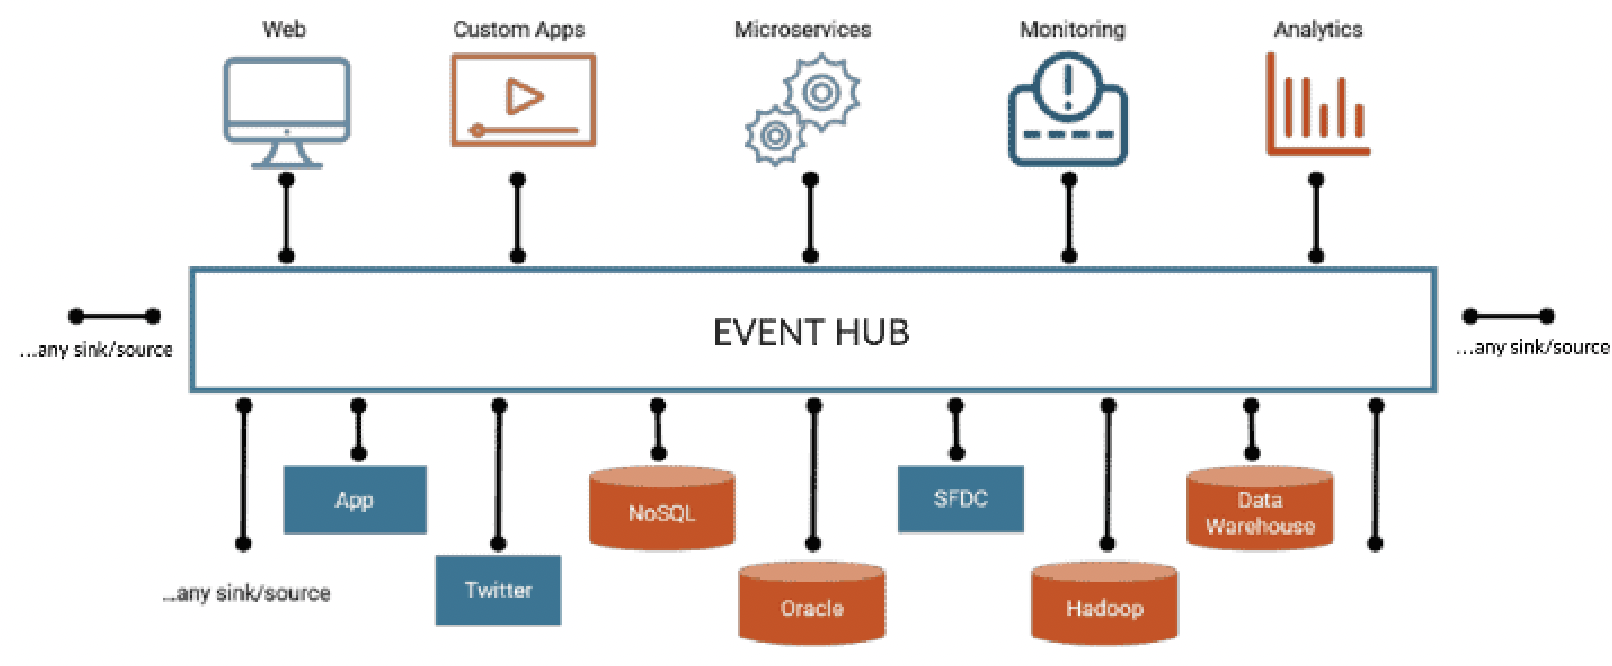 Web
Custom Apps
Microservices
Monitoring
Analytics
EVENT HUB
...any sink/source
...any sink/source
App
NoSQL
SFDC
Data
Warehouse
...any sink/source
Twitter
Oracle
Hadoop